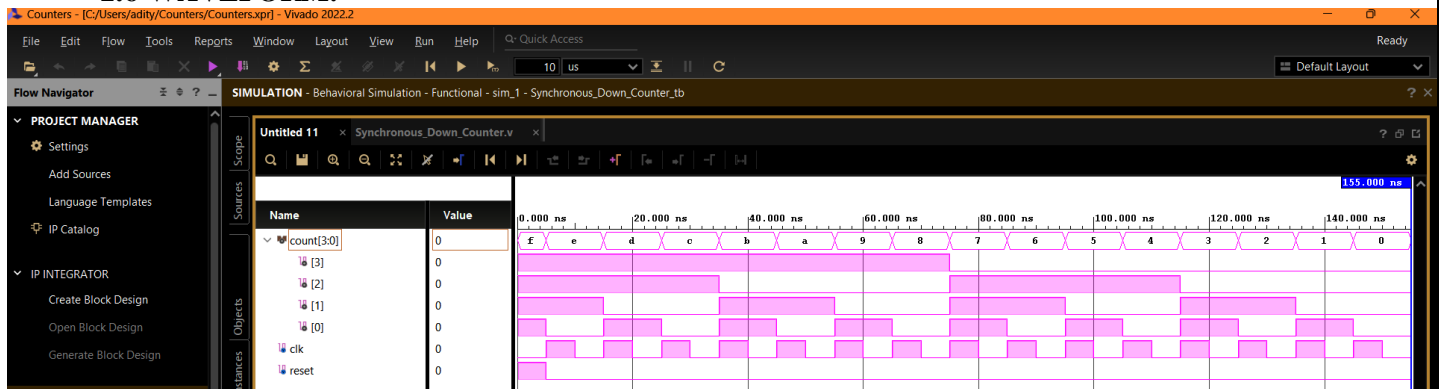 Counters - [C:/Users/adity/Counters/Counters.xpr] - Vivado 2022.2
File Edit Flow Tools Reports Window Layout View Run Help Q- Quick Access Ready
10 us Default Layout
Flow Navigator SIMULATION - Behavioral Simulation - Functional - sim_1 - Synchronous_Down_Counter_tb
PROJECT MANAGER
Settings
Add Sources
Language Templates
IP Catalog
IP INTEGRATOR
Create Block Design
Open Block Design
Generate Block Design
Scope
Sources
Objects
Untitled 11 × Synchronous_Down_Counter.v ×
155.000 ns
Name Value 0.000 ns 20.000 ns 40.000 ns 60.000 ns 80.000 ns 100.000 ns 120.000 ns 140.000 ns
count[3:0] 0 f e d c b a 9 8 7 6 5 4 3 2 1 0
[3] 0
[2] 0
[1] 0
[0] 0
clk 0
reset 0